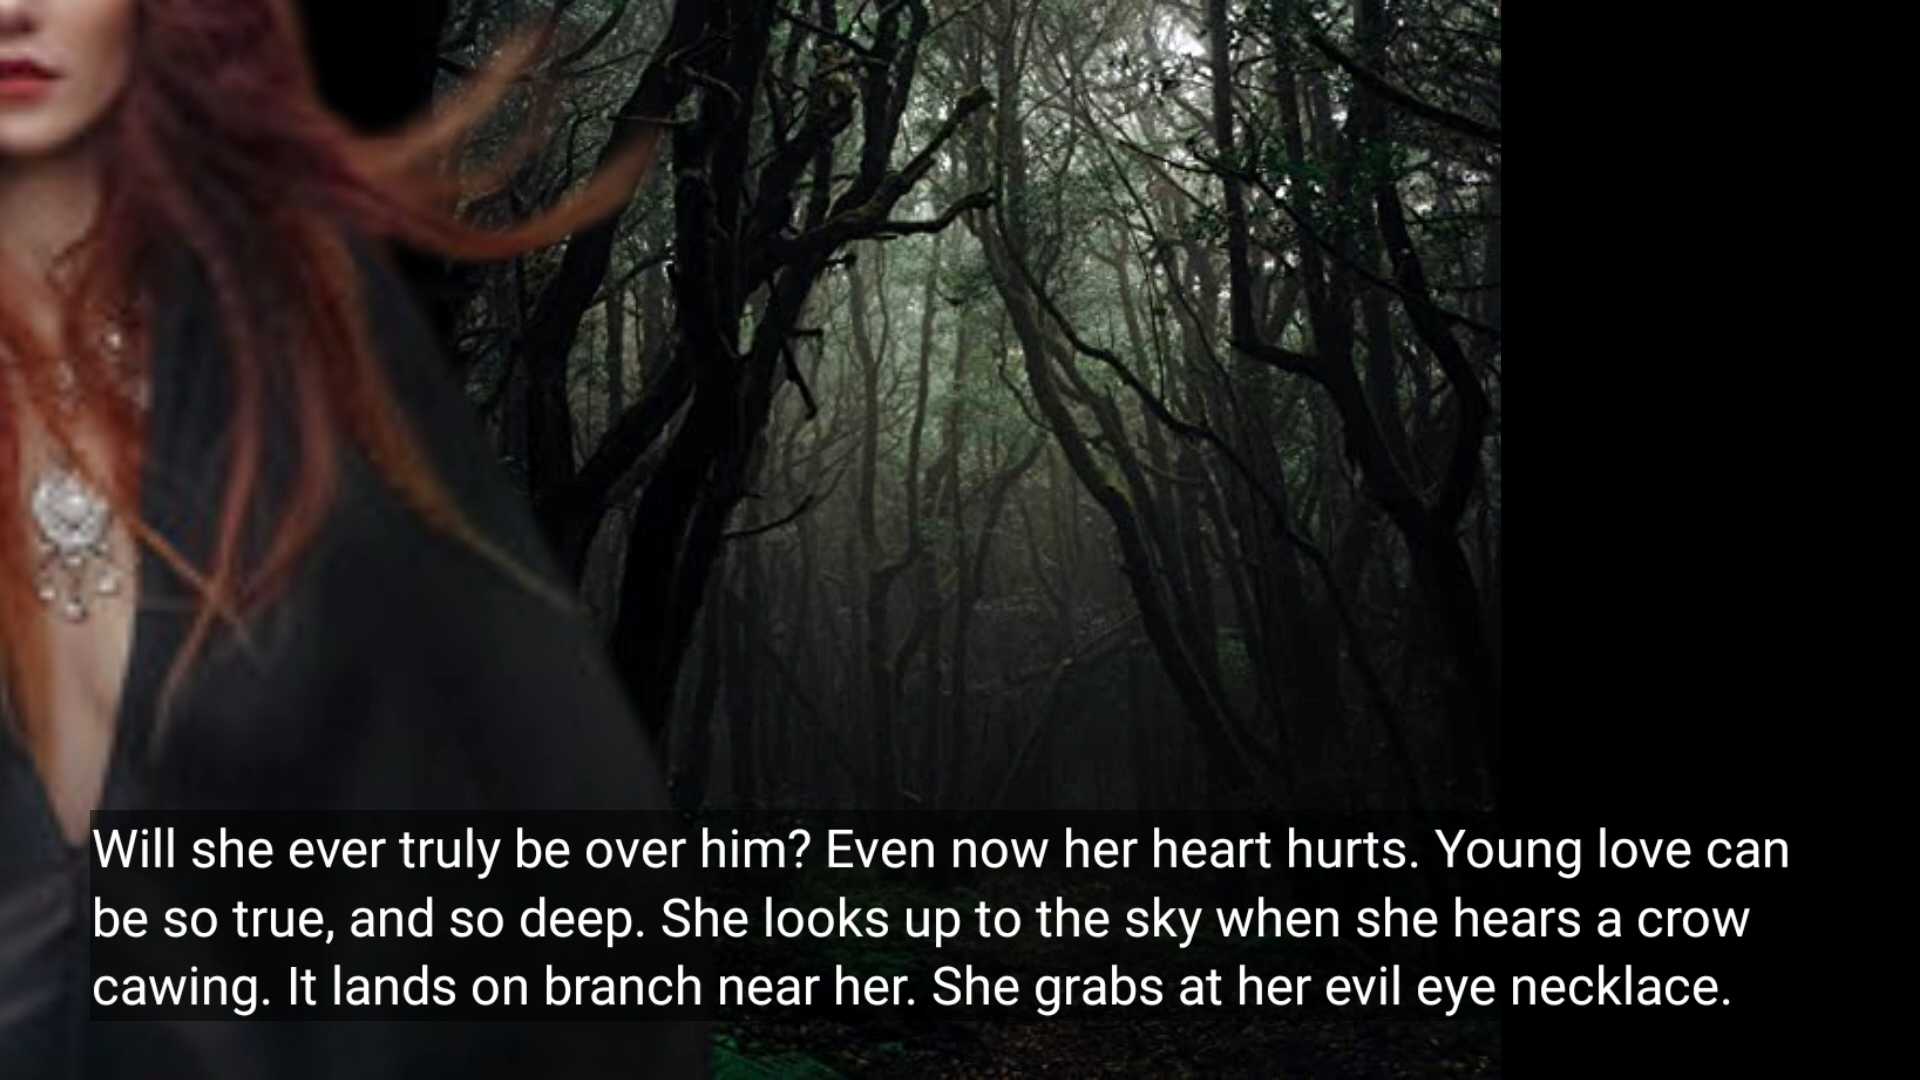 Will she ever truly be over him? Even now her heart hurts. Young love can
be so true, and so deep. She looks up to the sky when she hears a crow
cawing. It lands on branch near her. She grabs at her evil eye necklace.